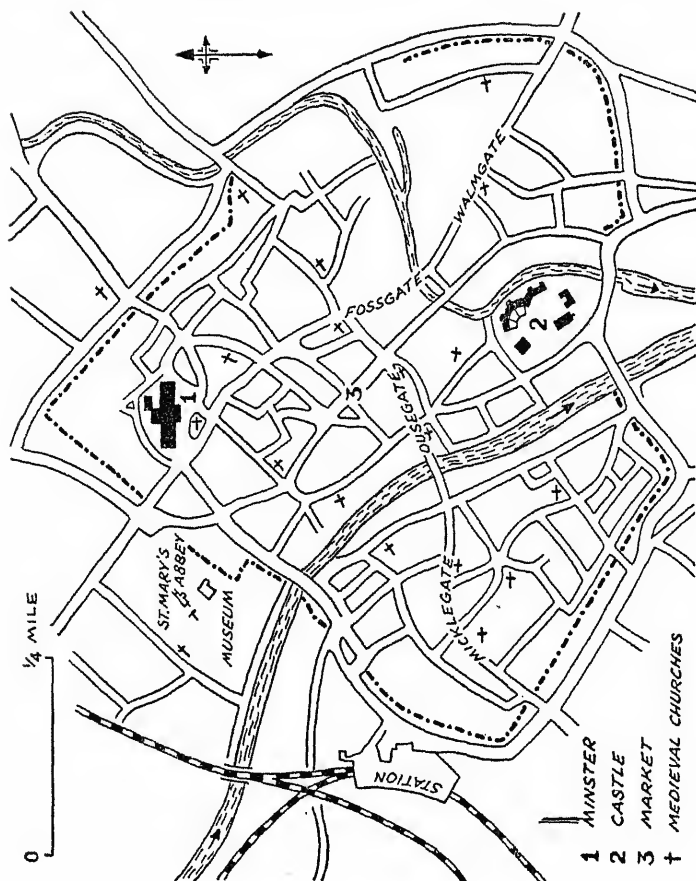 0 ¼ MILE
ST. MARY'S
ABBEY
MUSEUM
1
FOSSGATE
WALMGATE
3
OUSEGATE
2
MICKLEGATE
STATION
1 MINSTER
2 CASTLE
3 MARKET
✝ MEDIEVAL CHURCHES